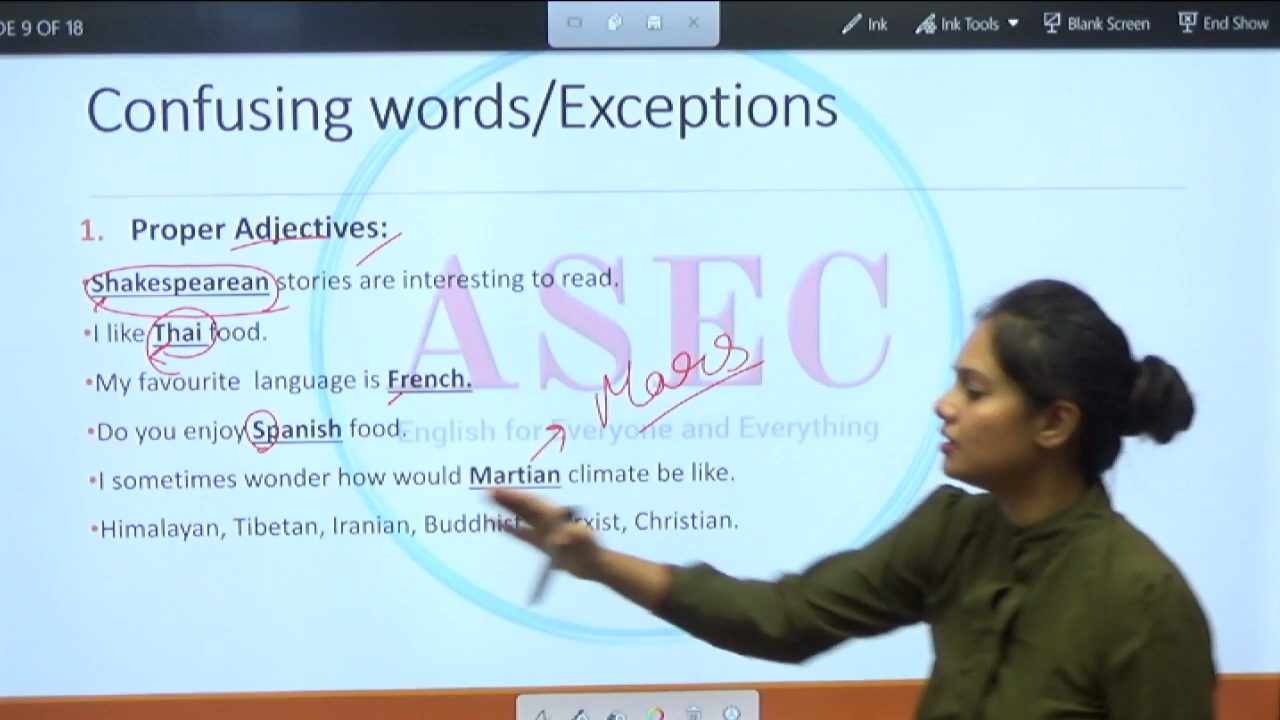 DE 9 OF 18
Ink
Ink Tools
Blank Screen
End Show
Confusing words/Exceptions
1. Proper Adjectives:
Shakespearean stories are interesting to read.
•I like Thai food.
•My favourite language is French.
•Do you enjoy Spanish food.
•I sometimes wonder how would Martian climate be like.
•Himalayan, Tibetan, Iranian, Buddhist, Christian.
Mars
ASEC
English for Everyone and Everything